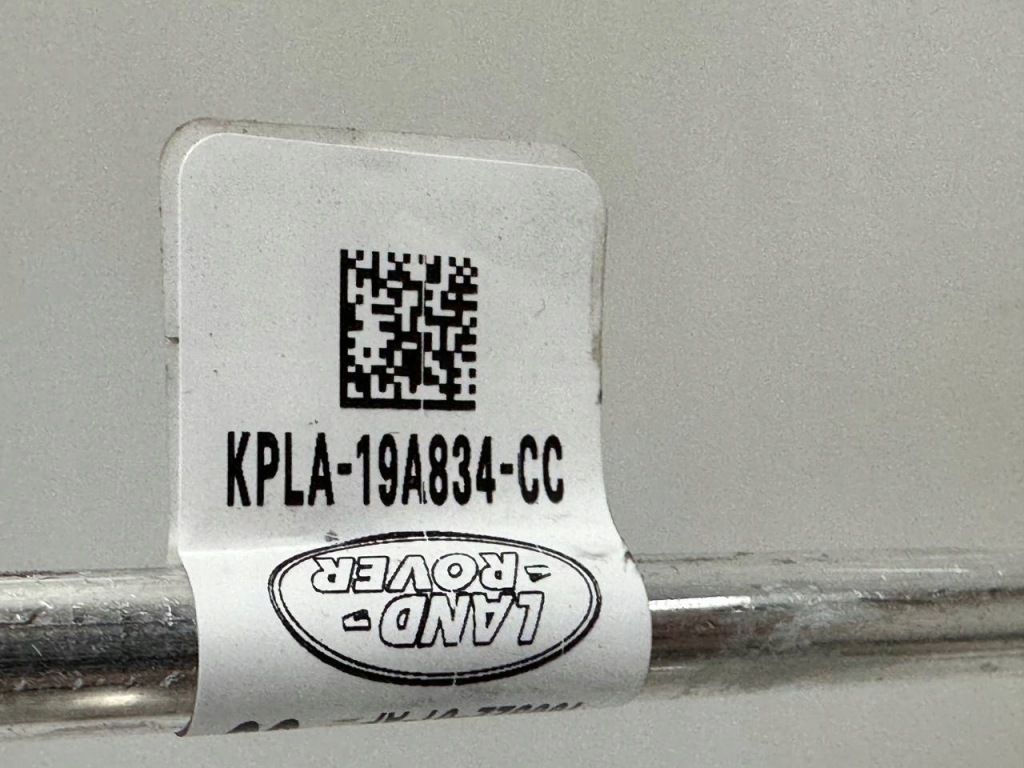 KPLA-19A834-CC
LAND-
-ROVER